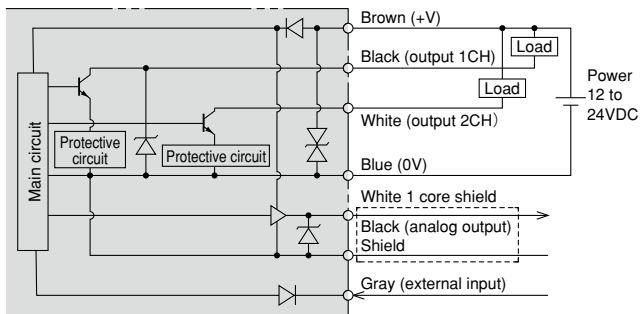 Brown (+V)
Load
Black (output 1CH)
Load
Power
12 to
24VDC
White (output 2CH)
Main circuit
Protective
circuit
Protective circuit
Blue (0V)
White 1 core shield
Black (analog output)
Shield
Gray (external input)